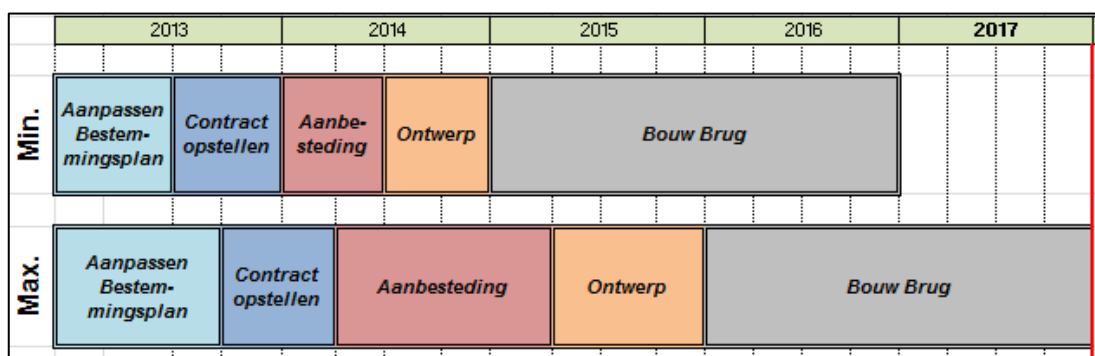 2013 2014 2015 2016 2017
Min.
Aanpassen
Bestem-
mingsplan
Contract
opstellen
Aanbe-
steding
Ontwerp
Bouw Brug
Max.
Aanpassen
Bestem-
mingsplan
Contract
opstellen
Aanbesteding
Ontwerp
Bouw Brug